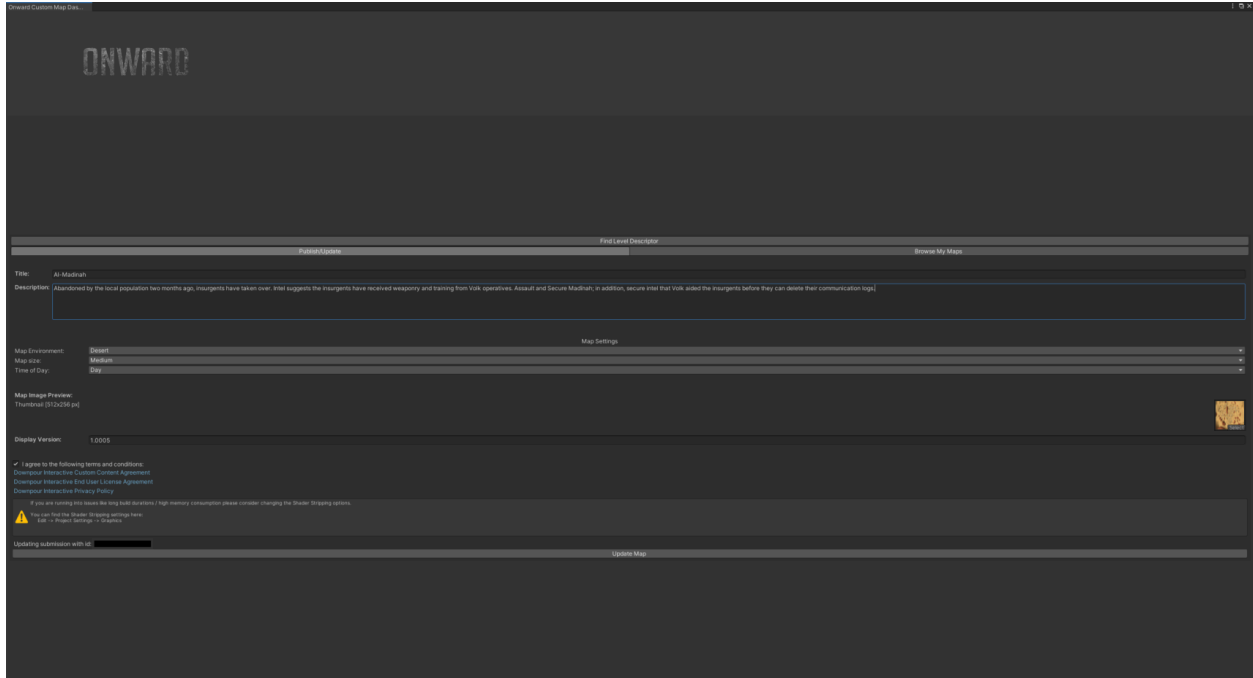 Onward Custom Map Das...
ONWARD
Find Level Descriptor
Publish/Update
Browse My Maps
Title: Al-Madinah
Description: Abandoned by the local population two months ago, insurgents have taken over. Intel suggests the insurgents have received weaponry and training from Volk operatives. Assault and Secure Madinah; in addition, secure intel that Volk aided the insurgents before they can delete their communication logs.
Map Settings
Map Environment: Desert
Map size: Medium
Time of Day: Day
Map Image Preview:
Thumbnail [512x256 px]
Display Version: 1.0005
I agree to the following terms and conditions:
Downpour Interactive Custom Content Agreement
Downpour Interactive End User License Agreement
Downpour Interactive Privacy Policy
If you are running into issues like long build durations / high memory consumption please consider changing the Shader Stripping options.
You can find the Shader Stripping settings here:
Edit -> Project Settings -> Graphics
Updating submission with id:
Update Map